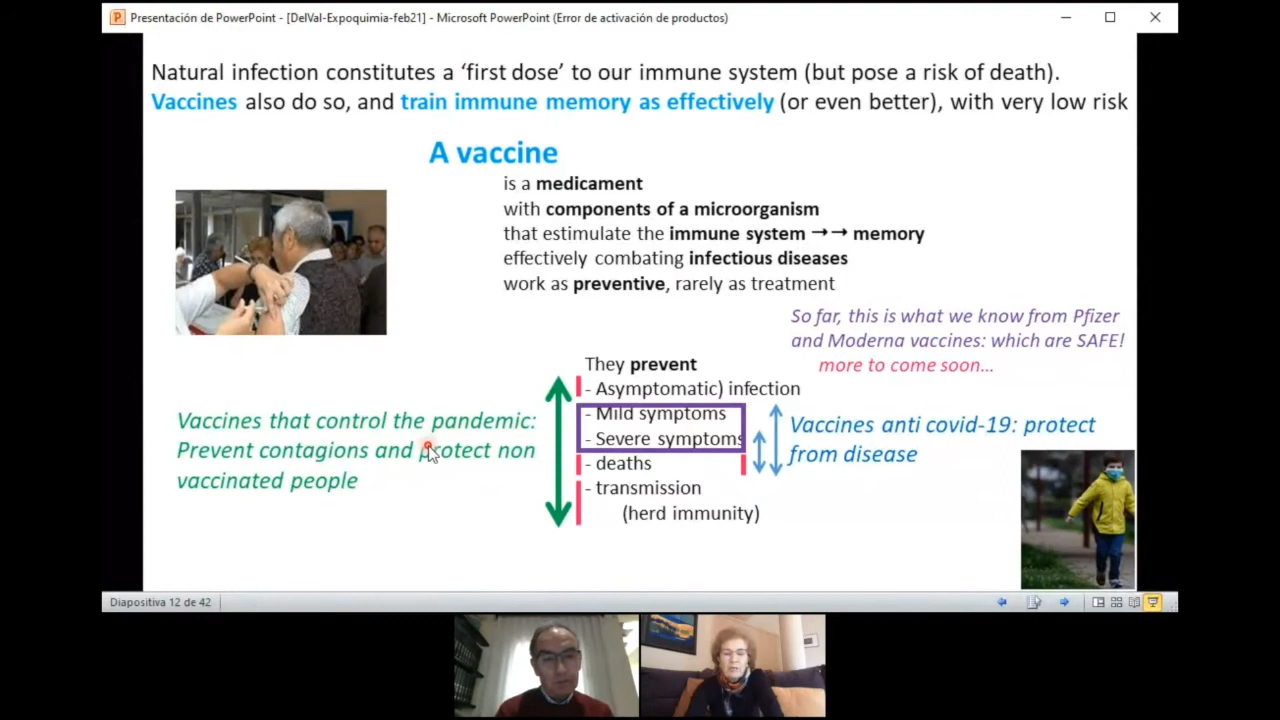 Presentación de PowerPoint - [DelVal-Expoquimia-feb21] - Microsoft PowerPoint (Error de activación de productos)
Natural infection constitutes a ‘first dose’ to our immune system (but pose a risk of death).
Vaccines also do so, and train immune memory as effectively (or even better), with very low risk
A vaccine
is a medicament
with components of a microorganism
that estimulate the immune system →→ memory
effectively combating infectious diseases
work as preventive, rarely as treatment
So far, this is what we know from Pfizer
and Moderna vaccines: which are SAFE!
more to come soon...
They prevent
- Asymptomatic) infection
- Mild symptoms
- Severe symptoms
- deaths
- transmission
(herd immunity)
Vaccines that control the pandemic:
Prevent contagions and protect non
vaccinated people
Vaccines anti covid-19: protect
from disease
Diapositiva 12 de 42